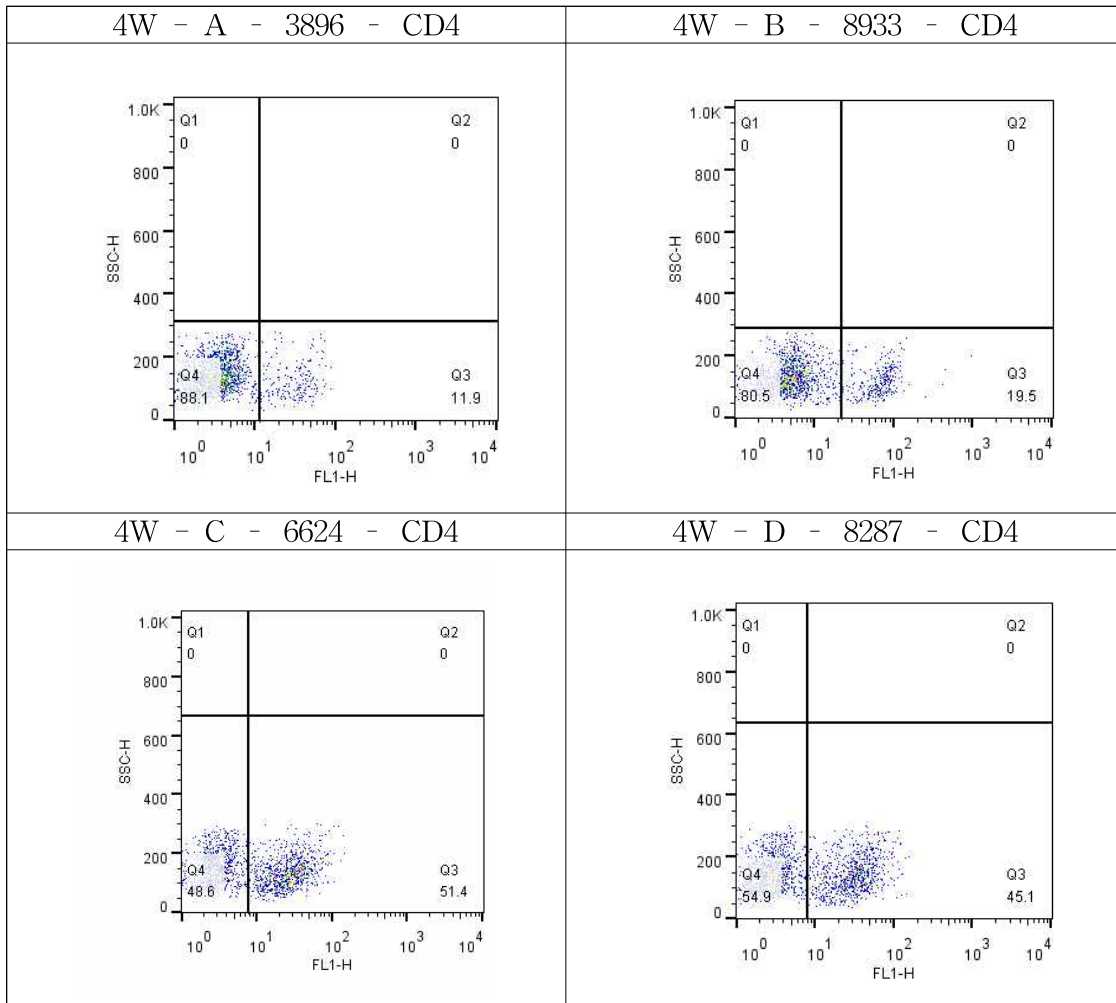 4W - A - 3896 - CD4
1.0K
Q1
0
Q2
0
800
600
SSC-H
400
200
Q4
88.1
Q3
11.9
0
10^0 10^1 10^2 10^3 10^4
FL1-H
4W - B - 8933 - CD4
1.0K
Q1
0
Q2
0
800
600
SSC-H
400
200
Q4
80.5
Q3
19.5
0
10^0 10^1 10^2 10^3 10^4
FL1-H
4W - C - 6624 - CD4
1.0K
Q1
0
Q2
0
800
600
SSC-H
400
200
Q4
48.6
Q3
51.4
0
10^0 10^1 10^2 10^3 10^4
FL1-H
4W - D - 8287 - CD4
1.0K
Q1
0
Q2
0
800
600
SSC-H
400
200
Q4
54.9
Q3
45.1
0
10^0 10^1 10^2 10^3 10^4
FL1-H